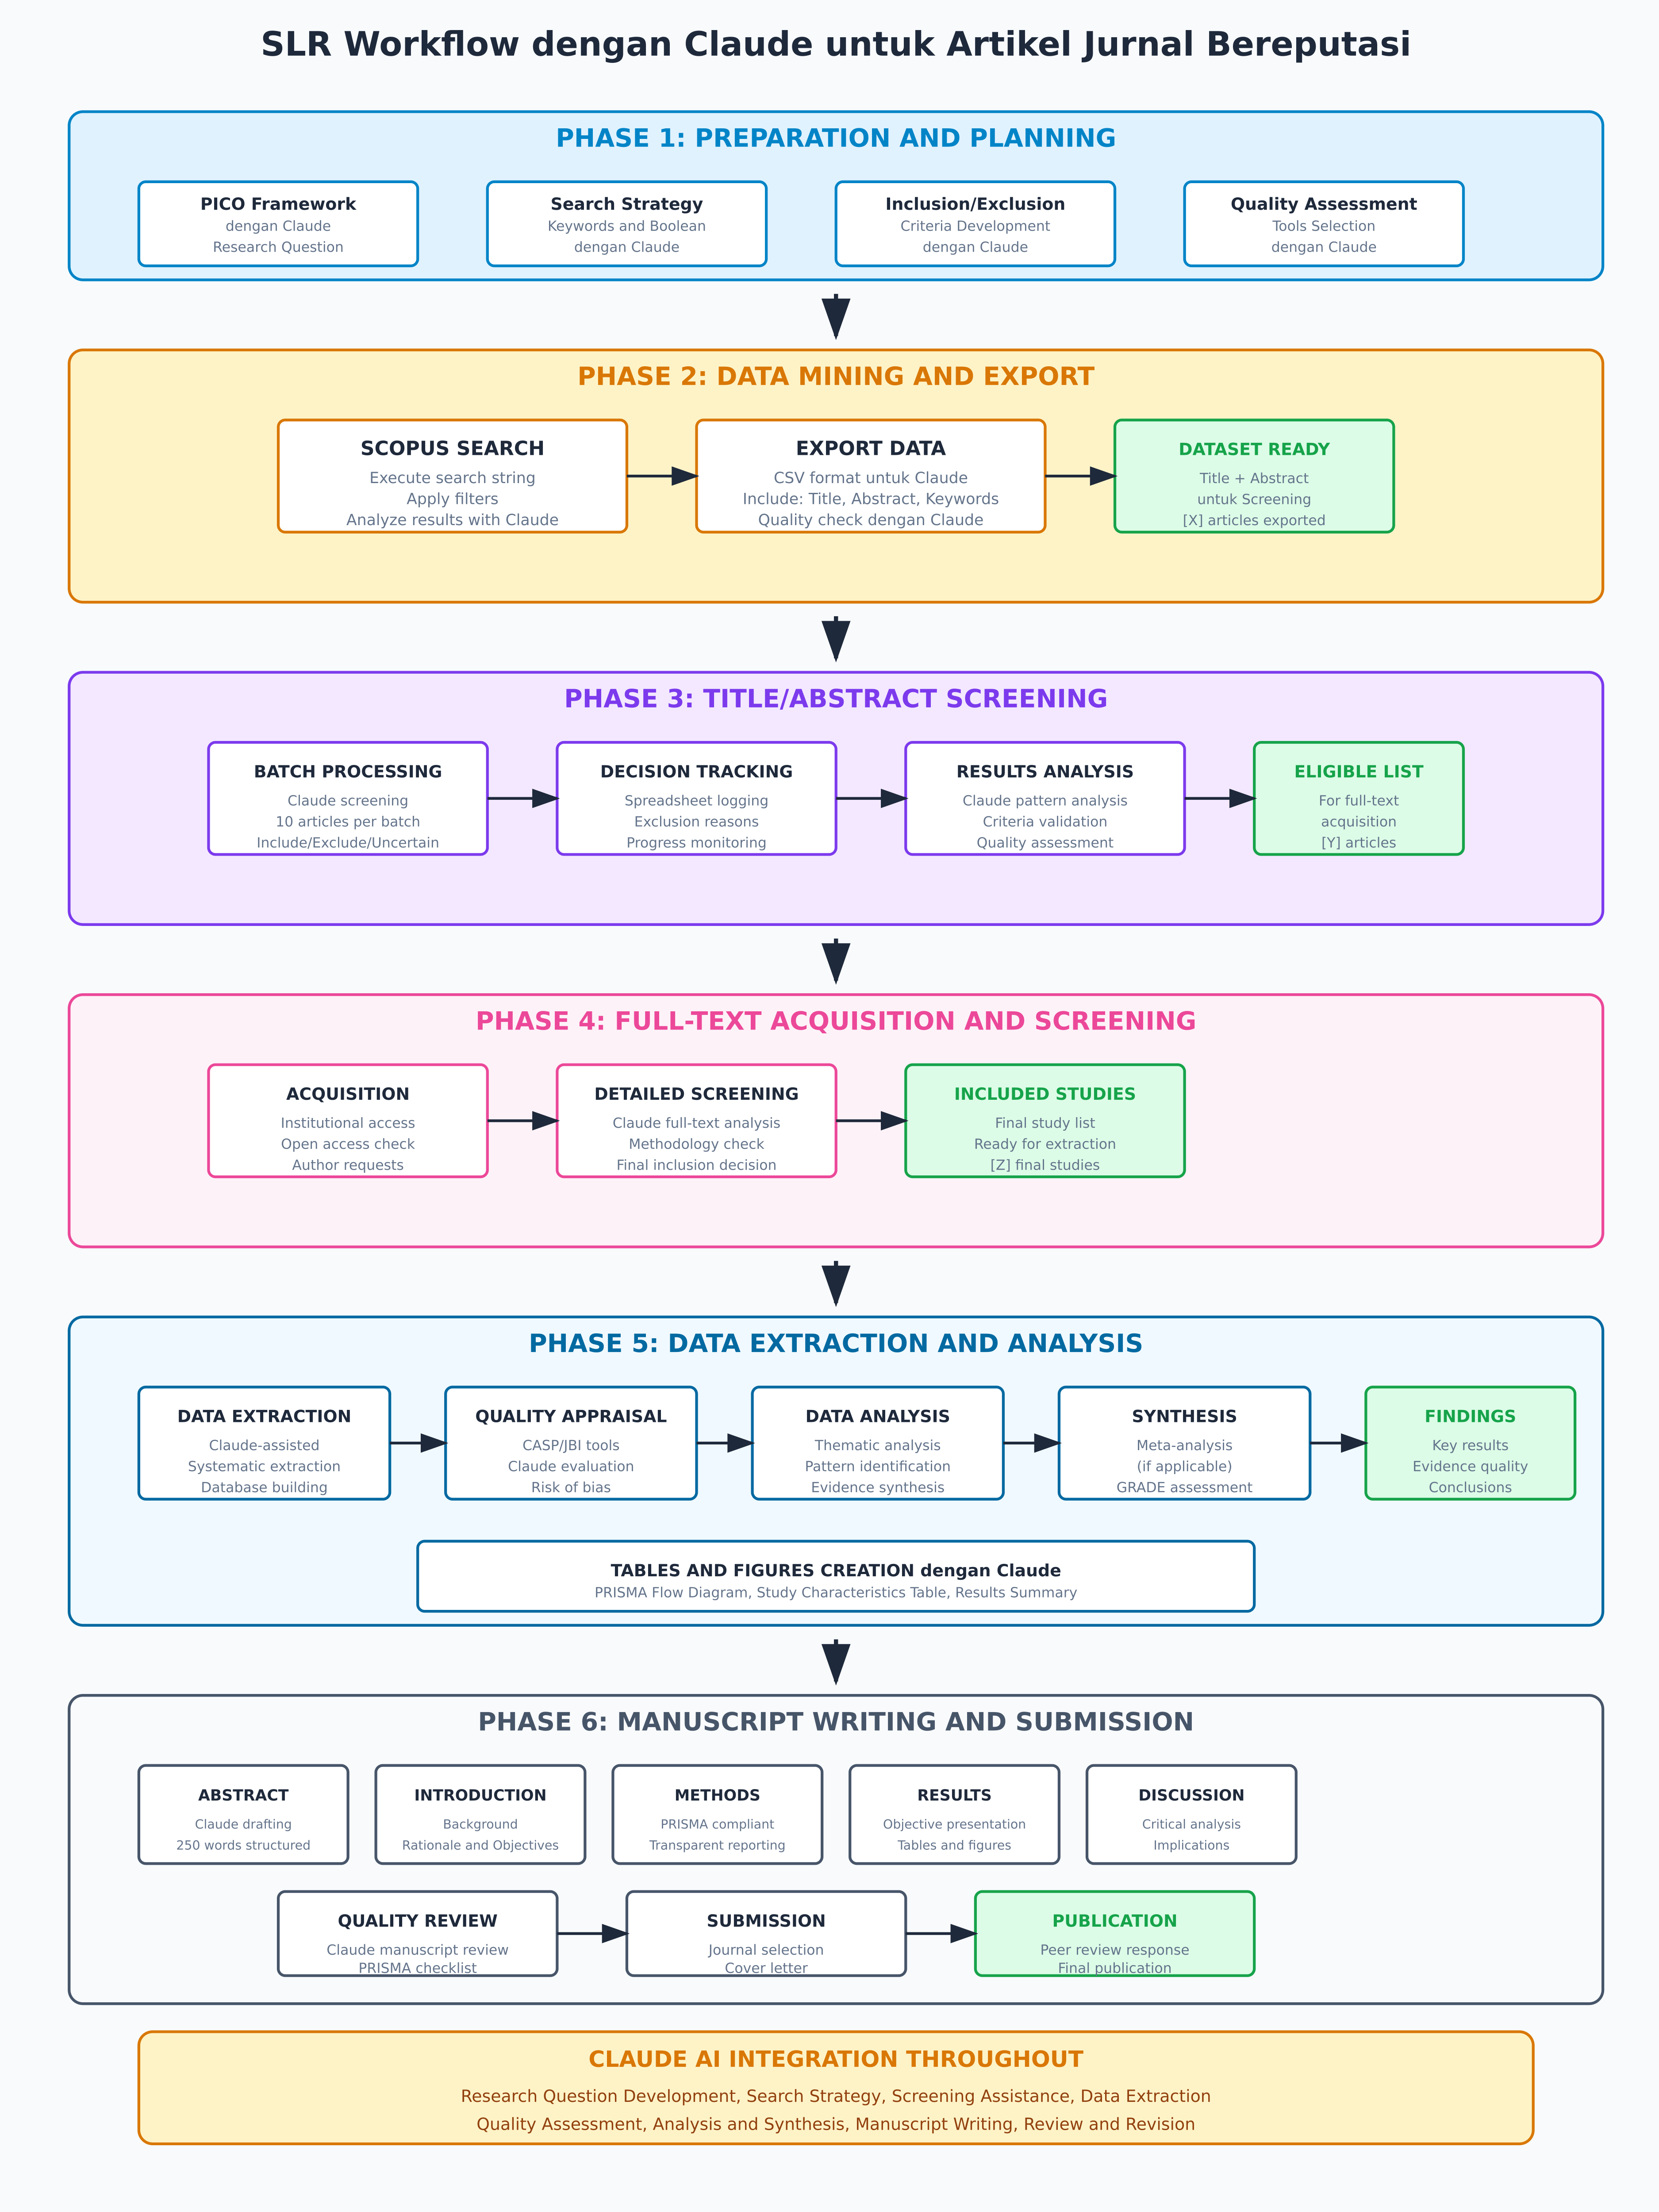 SLR Workflow dengan Claude untuk Artikel Jurnal Bereputasi
PHASE 1: PREPARATION AND PLANNING
PICO Framework
dengan Claude
Research Question
Search Strategy
Keywords and Boolean
dengan Claude
Inclusion/Exclusion
Criteria Development
dengan Claude
Quality Assessment
Tools Selection
dengan Claude
PHASE 2: DATA MINING AND EXPORT
SCOPUS SEARCH
Execute search string
Apply filters
Analyze results with Claude
EXPORT DATA
CSV format untuk Claude
Include: Title, Abstract, Keywords
Quality check dengan Claude
DATASET READY
Title + Abstract
untuk Screening
[X] articles exported
PHASE 3: TITLE/ABSTRACT SCREENING
BATCH PROCESSING
Claude screening
10 articles per batch
Include/Exclude/Uncertain
DECISION TRACKING
Spreadsheet logging
Exclusion reasons
Progress monitoring
RESULTS ANALYSIS
Claude pattern analysis
Criteria validation
Quality assessment
ELIGIBLE LIST
For full-text
acquisition
[Y] articles
PHASE 4: FULL-TEXT ACQUISITION AND SCREENING
ACQUISITION
Institutional access
Open access check
Author requests
DETAILED SCREENING
Claude full-text analysis
Methodology check
Final inclusion decision
INCLUDED STUDIES
Final study list
Ready for extraction
[Z] final studies
PHASE 5: DATA EXTRACTION AND ANALYSIS
DATA EXTRACTION
Claude-assisted
Systematic extraction
Database building
QUALITY APPRAISAL
CASP/JBI tools
Claude evaluation
Risk of bias
DATA ANALYSIS
Thematic analysis
Pattern identification
Evidence synthesis
SYNTHESIS
Meta-analysis
(if applicable)
GRADE assessment
FINDINGS
Key results
Evidence quality
Conclusions
TABLES AND FIGURES CREATION dengan Claude
PRISMA Flow Diagram, Study Characteristics Table, Results Summary
PHASE 6: MANUSCRIPT WRITING AND SUBMISSION
ABSTRACT
Claude drafting
250 words structured
INTRODUCTION
Background
Rationale and Objectives
METHODS
PRISMA compliant
Transparent reporting
RESULTS
Objective presentation
Tables and figures
DISCUSSION
Critical analysis
Implications
QUALITY REVIEW
Claude manuscript review
PRISMA checklist
SUBMISSION
Journal selection
Cover letter
PUBLICATION
Peer review response
Final publication
CLAUDE AI INTEGRATION THROUGHOUT
Research Question Development, Search Strategy, Screening Assistance, Data Extraction
Quality Assessment, Analysis and Synthesis, Manuscript Writing, Review and Revision